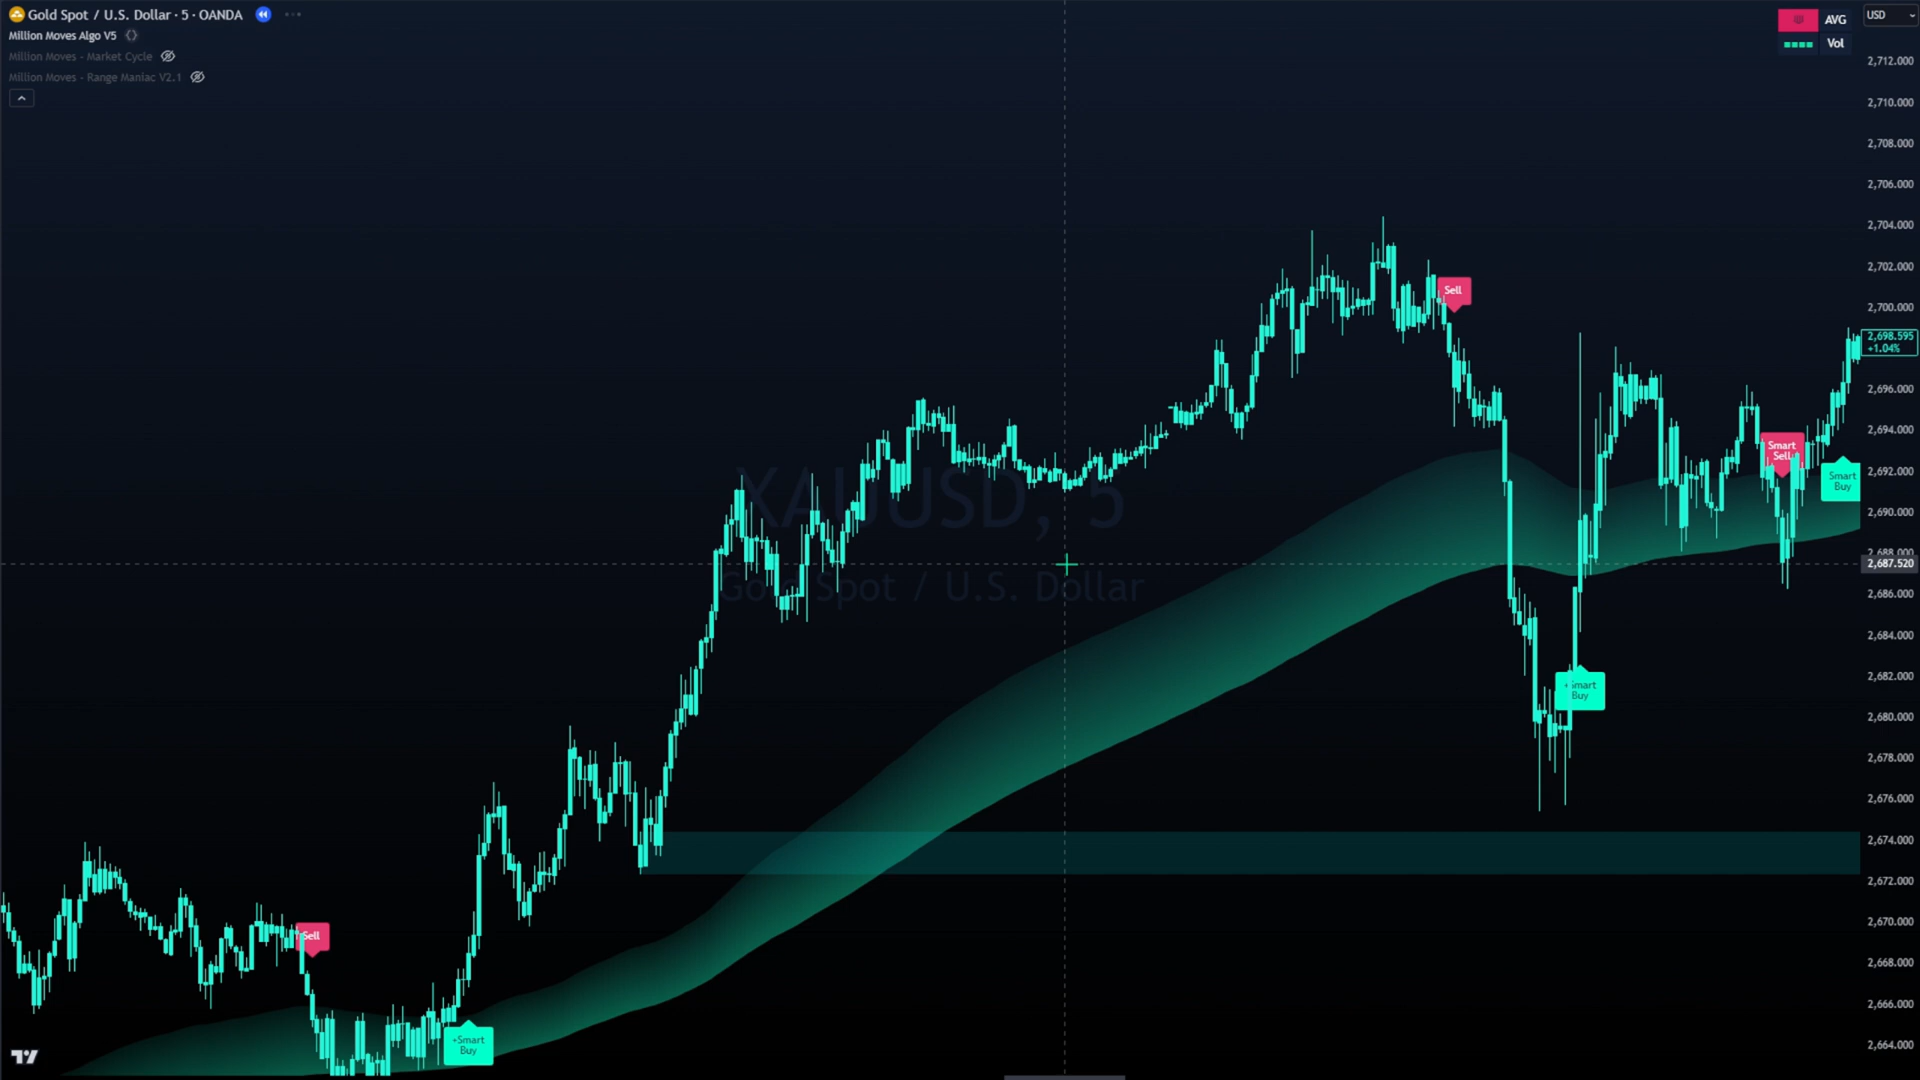 Gold Spot / U.S. Dollar · 5 · OANDA
Million Moves Algo V5
Million Moves - Market Cycle
Million Moves - Range Maniac V2.1
AVG
Vol
USD
2,712.000
2,710.000
2,708.000
2,706.000
2,704.000
2,702.000
2,700.000
2,698.595
+1.04%
2,696.000
2,694.000
2,692.000
2,690.000
2,688.000
2,687.520
2,686.000
2,684.000
2,682.000
2,680.000
2,678.000
2,676.000
2,674.000
2,672.000
2,670.000
2,668.000
2,666.000
2,664.000
XAUUSD, 5
Gold Spot / U.S. Dollar
Sell
Smart
Sell
Smart
Buy
+Smart
Buy
Sell
+Smart
Buy